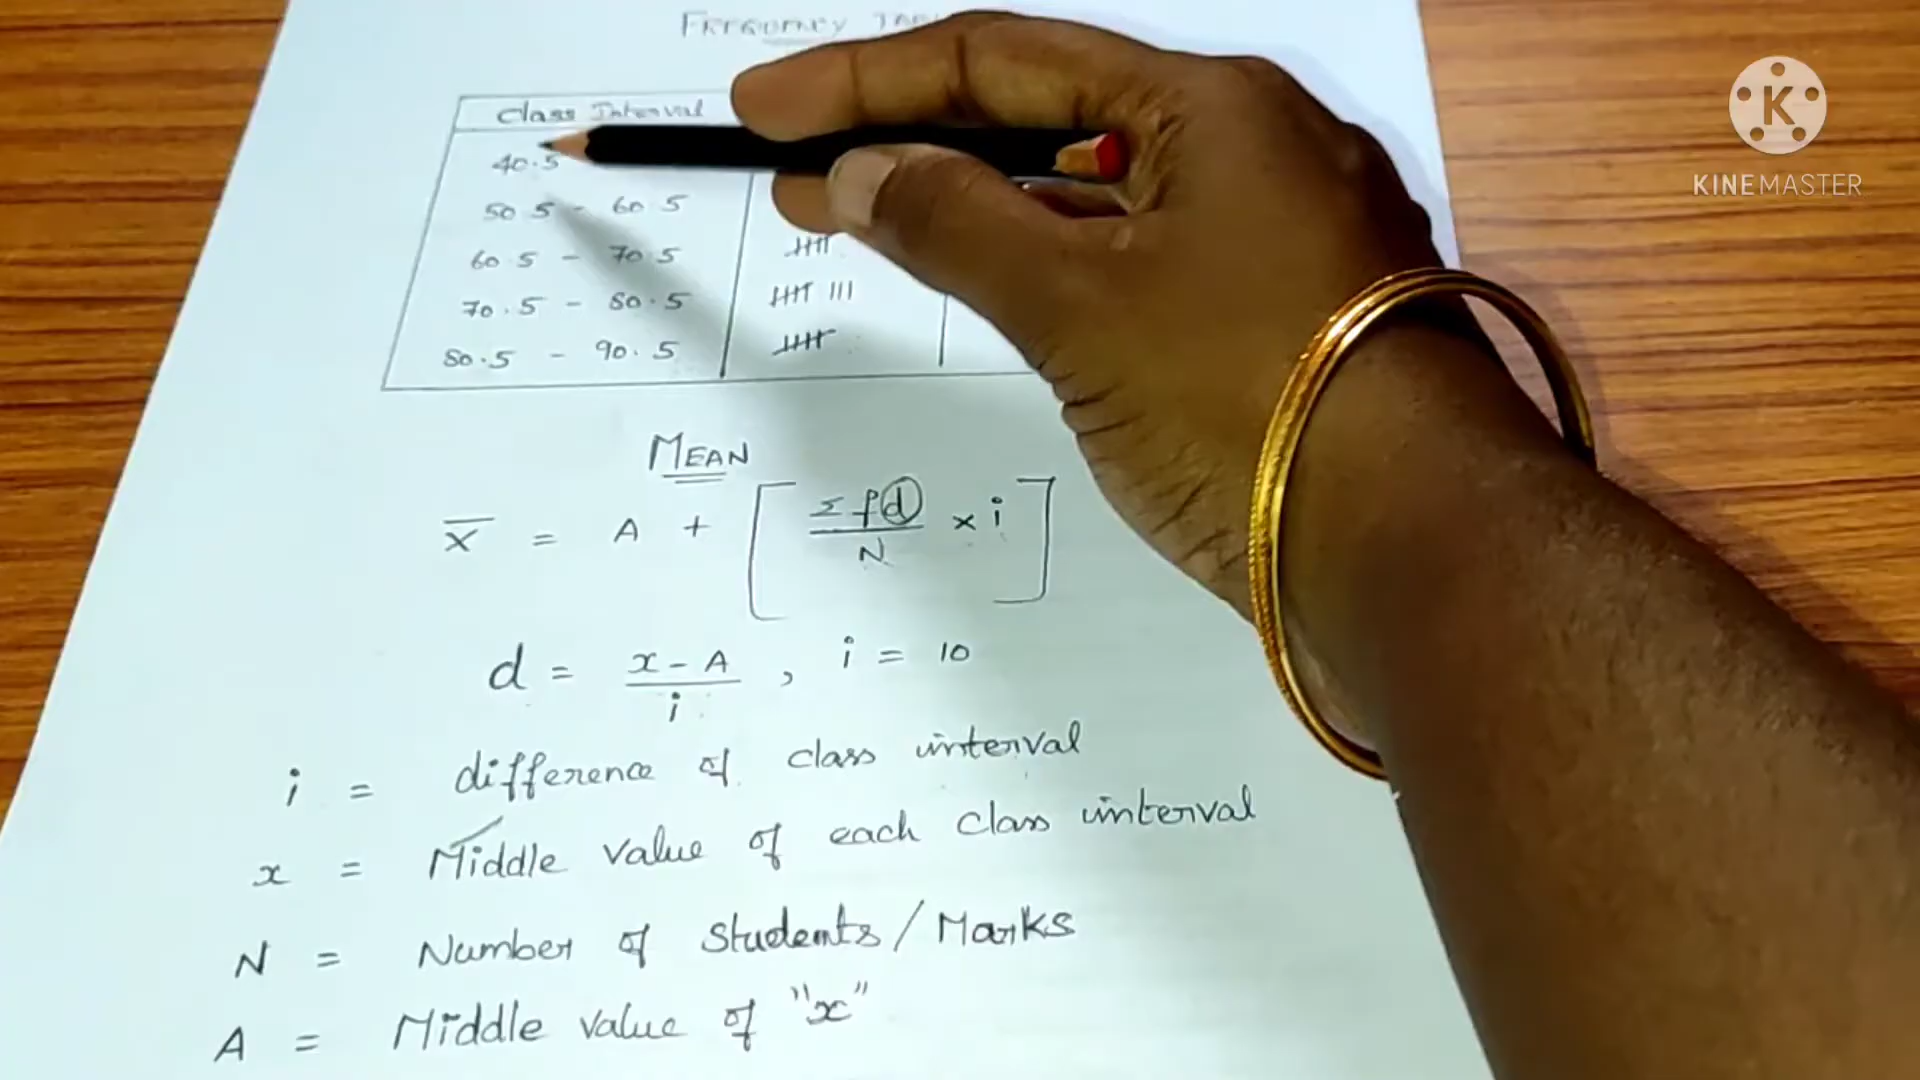 FREQUENCY
Class Interval
40.5
50.5 - 60.5
60.5 - 70.5
70.5 - 80.5
80.5 - 90.5
MEAN
x̅ = A + [ Σfd / N × i ]
d = x - A / i , i = 10
i = difference of class interval
x = Middle value of each class interval
N = Number of Students / Marks
A = Middle value of "x"
K
KINEMASTER